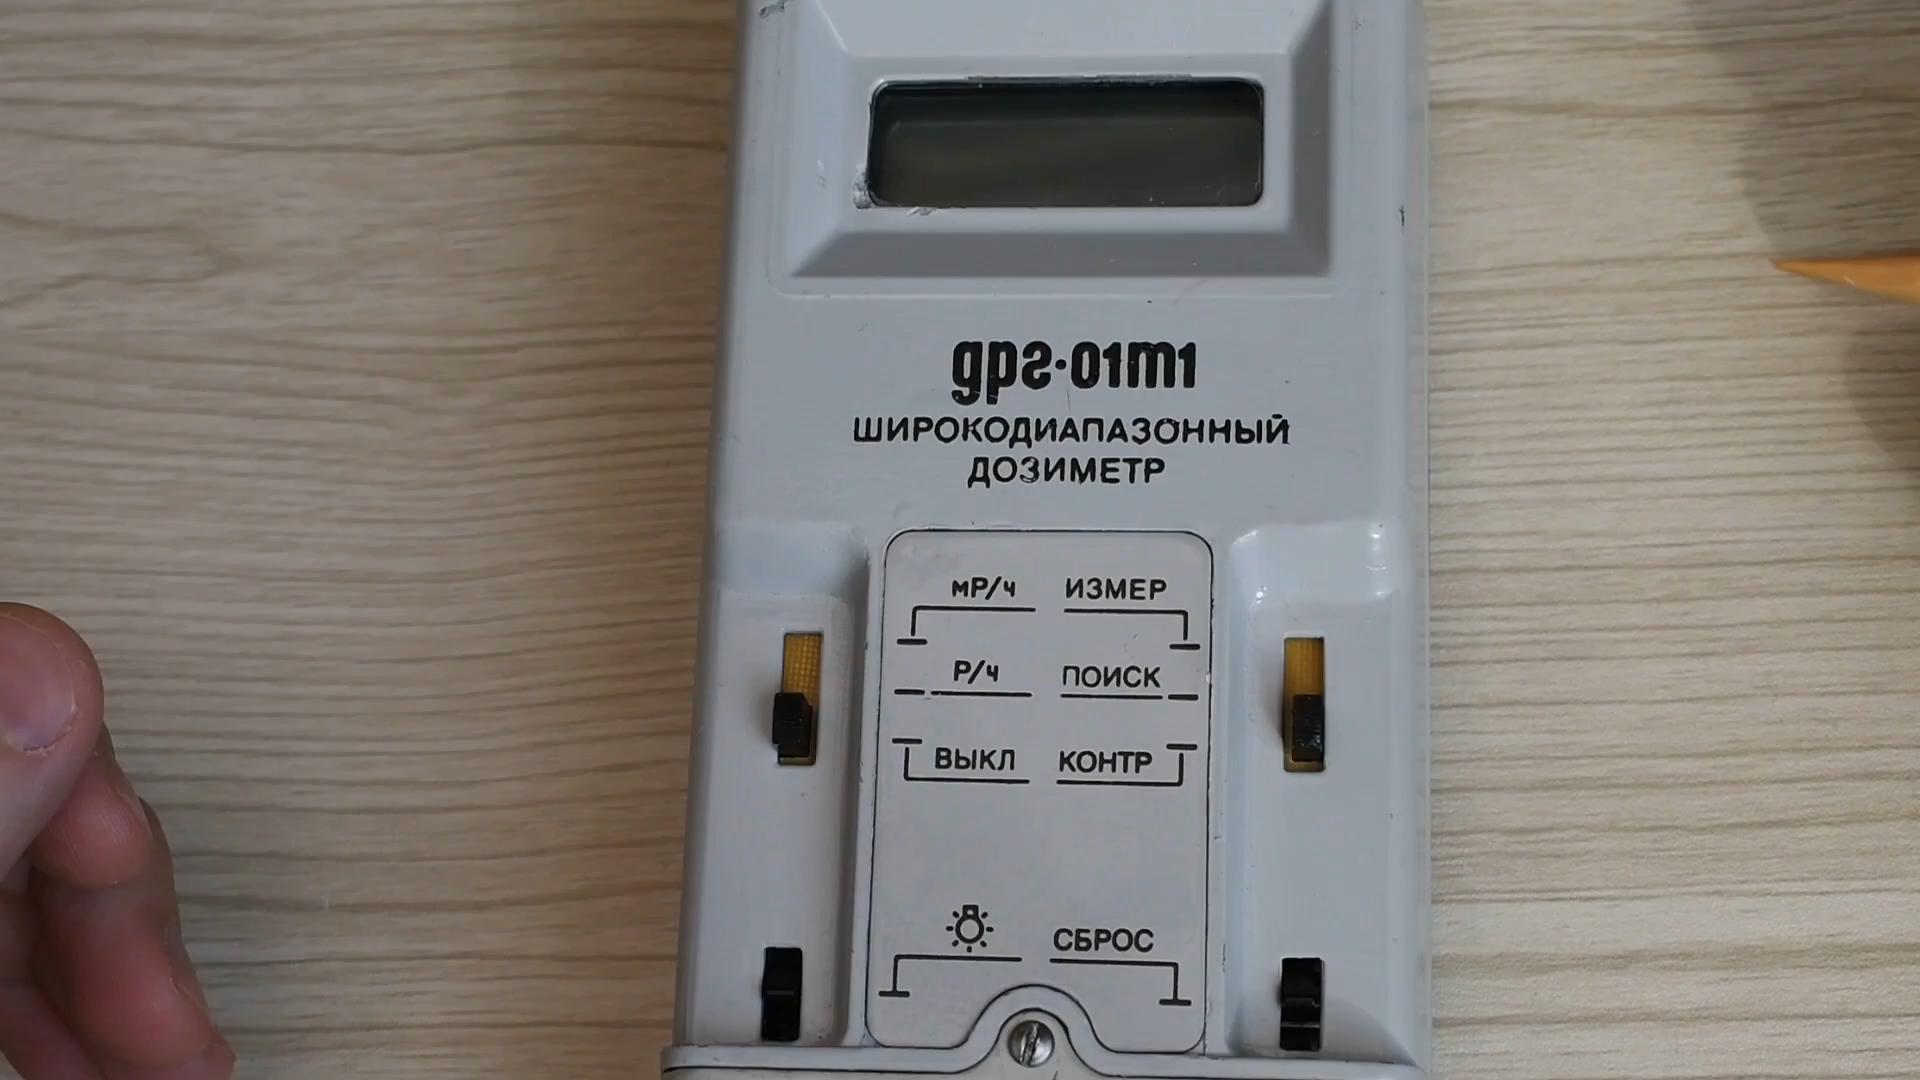 дрг-01т1
ШИРОКОДИАПАЗОННЫЙ
ДОЗИМЕТР
мР/ч ИЗМЕР
Р/ч ПОИСК
ВЫКЛ КОНТР
СБРОС